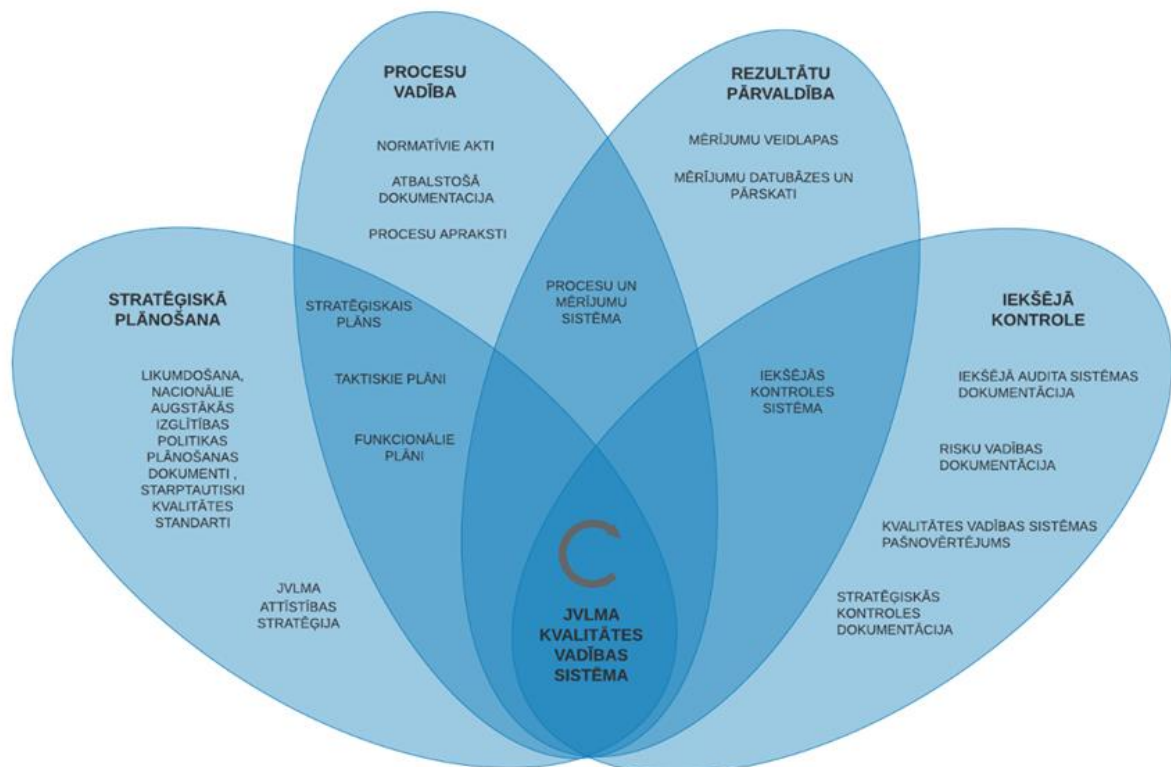 PROCESU
VADĪBA
NORMATĪVIE AKTI
ATBALSTOŠĀ
DOKUMENTACIJA
PROCESU APRAKSTI
REZULTĀTU
PĀRVALDĪBA
MĒRĪJUMU VEIDLAPAS
MĒRĪJUMU DATUBĀZES UN
PĀRSKATI
STRATĒĢISKĀ
PLĀNOŠANA
LIKUMDOŠANA,
NACIONĀLIE
AUGSTĀKĀS
IZGLĪTĪBAS
POLITIKAS
PLĀNOŠANAS
DOKUMENTI ,
STARPTAUTISKI
KVALITĀTES
STANDARTI
JVLMA
ATTĪSTĪBAS
STRATĒĢIJA
STRATĒĢISKAIS
PLĀNS
TAKTISKIE PLĀNI
FUNKCIONĀLIE
PLĀNI
PROCESU UN
MĒRĪJUMU
SISTĒMA
IEKŠĒJĀS
KONTROLES
SISTĒMA
IEKŠĒJĀ
KONTROLE
IEKŠĒJĀ AUDITA SISTĒMAS
DOKUMENTĀCIJA
RISKU VADĪBAS
DOKUMENTĀCIJA
KVALITĀTES VADĪBAS SISTĒMAS
PAŠNOVĒRTĒJUMS
STRATĒĢISKĀS
KONTROLES
DOKUMENTĀCIJA
JVLMA
KVALITĀTES
VADĪBAS
SISTĒMA